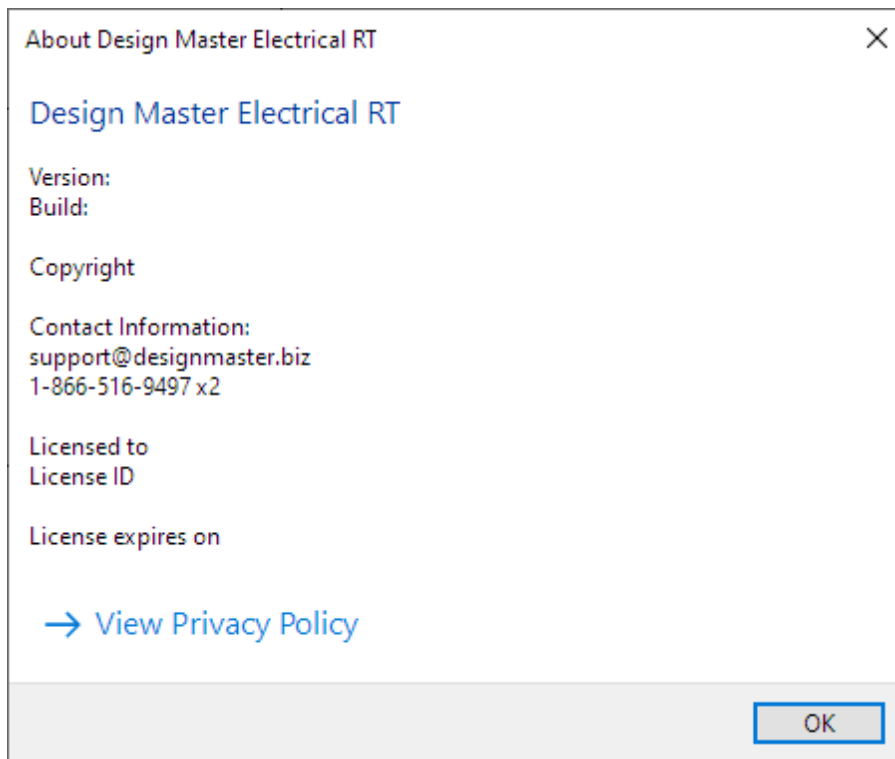 About Design Master Electrical RT
Design Master Electrical RT
Version:
Build:
Copyright
Contact Information:
support@designmaster.biz
1-866-516-9497 x2
Licensed to
License ID
License expires on
→ View Privacy Policy
OK